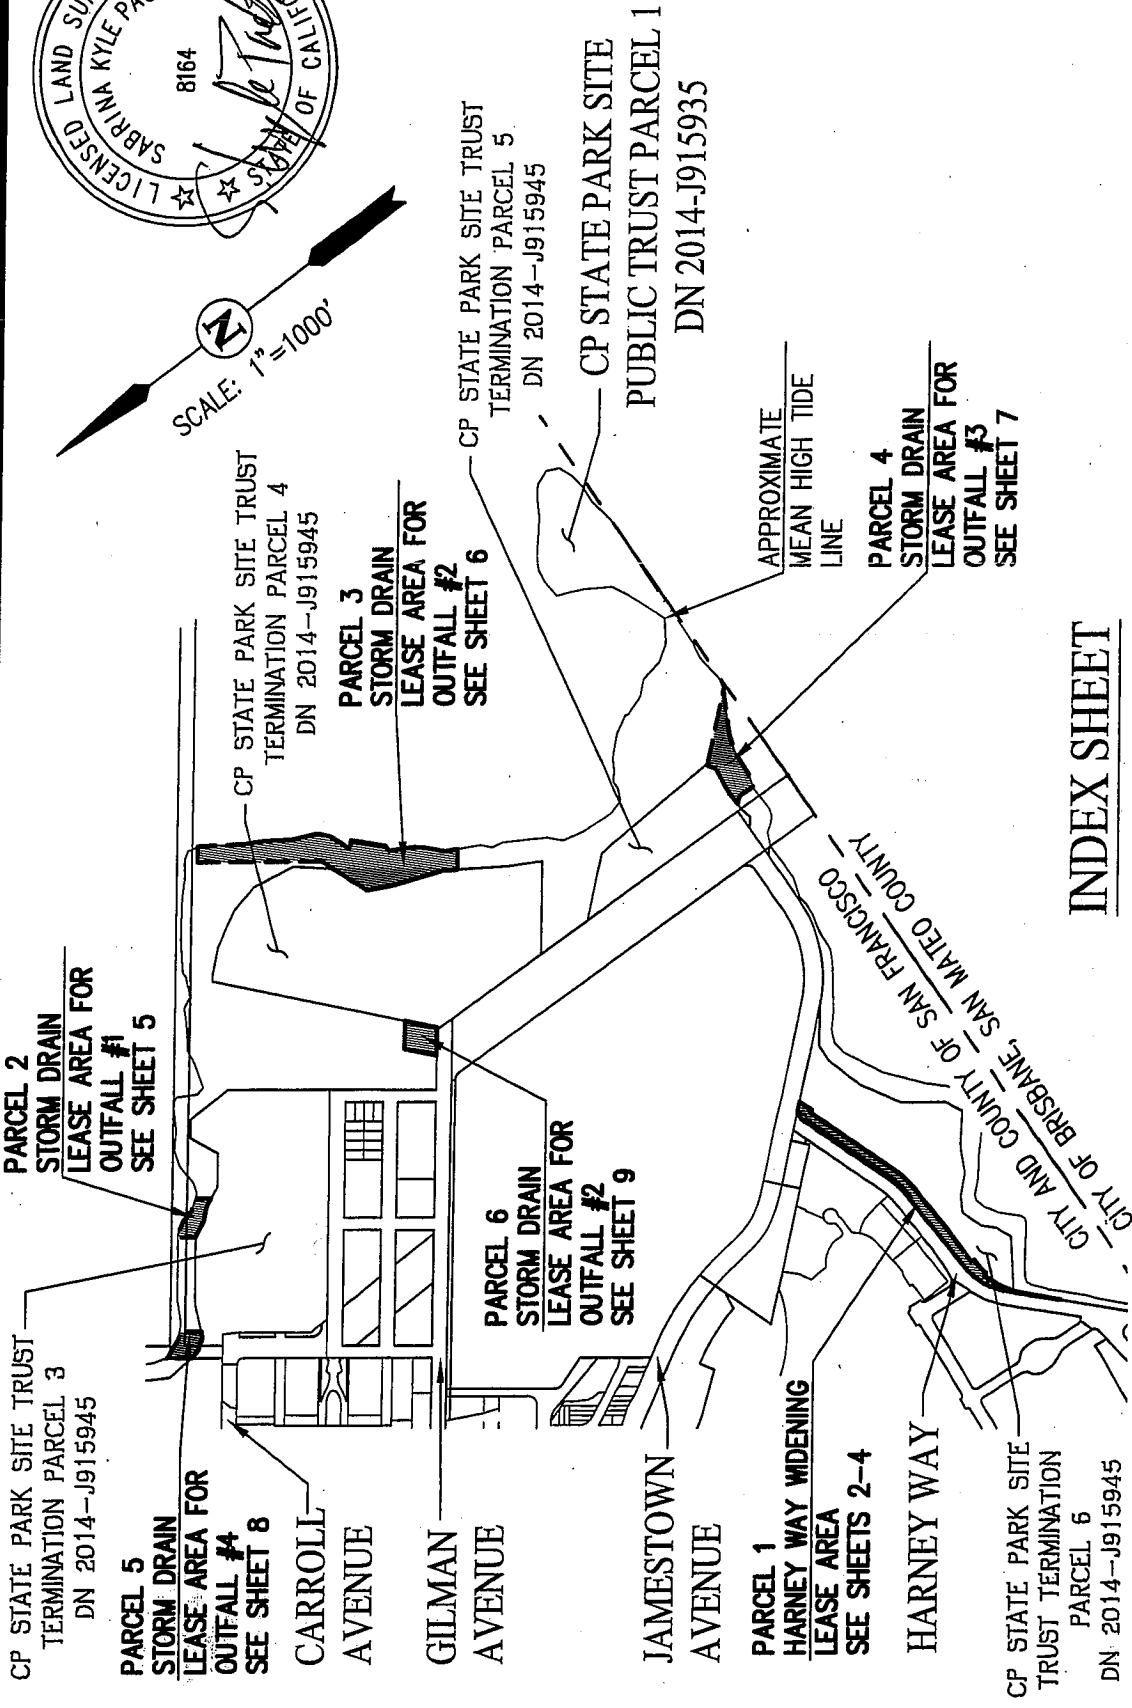 LICENSED LAND SU
SABRINA KYLE PA
8164
STATE OF CALIFO
N
SCALE: 1"=1000'
CP STATE PARK SITE TRUST
TERMINATION PARCEL 3
DN 2014-J915945
PARCEL 2
STORM DRAIN
LEASE AREA FOR
OUTFALL #1
SEE SHEET 5
CP STATE PARK SITE TRUST
TERMINATION PARCEL 4
DN 2014-J915945
PARCEL 3
STORM DRAIN
LEASE AREA FOR
OUTFALL #2
SEE SHEET 6
CP STATE PARK SITE TRUST
TERMINATION PARCEL 5
DN 2014-J915945
CP STATE PARK SITE
PUBLIC TRUST PARCEL 1
DN 2014-J915935
PARCEL 5
STORM DRAIN
LEASE AREA FOR
OUTFALL #4
SEE SHEET 8
CARROLL
AVENUE
GILMAN
AVENUE
PARCEL 6
STORM DRAIN
LEASE AREA FOR
OUTFALL #2
SEE SHEET 9
APPROXIMATE
MEAN HIGH TIDE
LINE
PARCEL 4
STORM DRAIN
LEASE AREA FOR
OUTFALL #3
SEE SHEET 7
JAMESTOWN
AVENUE
PARCEL 1
HARNEY WAY WIDENING
LEASE AREA
SEE SHEETS 2-4
HARNEY WAY
CP STATE PARK SITE
TRUST TERMINATION
PARCEL 6
DN 2014-J915945
CITY AND COUNTY OF SAN FRANCISCO
CITY OF BRISBANE, SAN MATEO COUNTY
INDEX SHEET